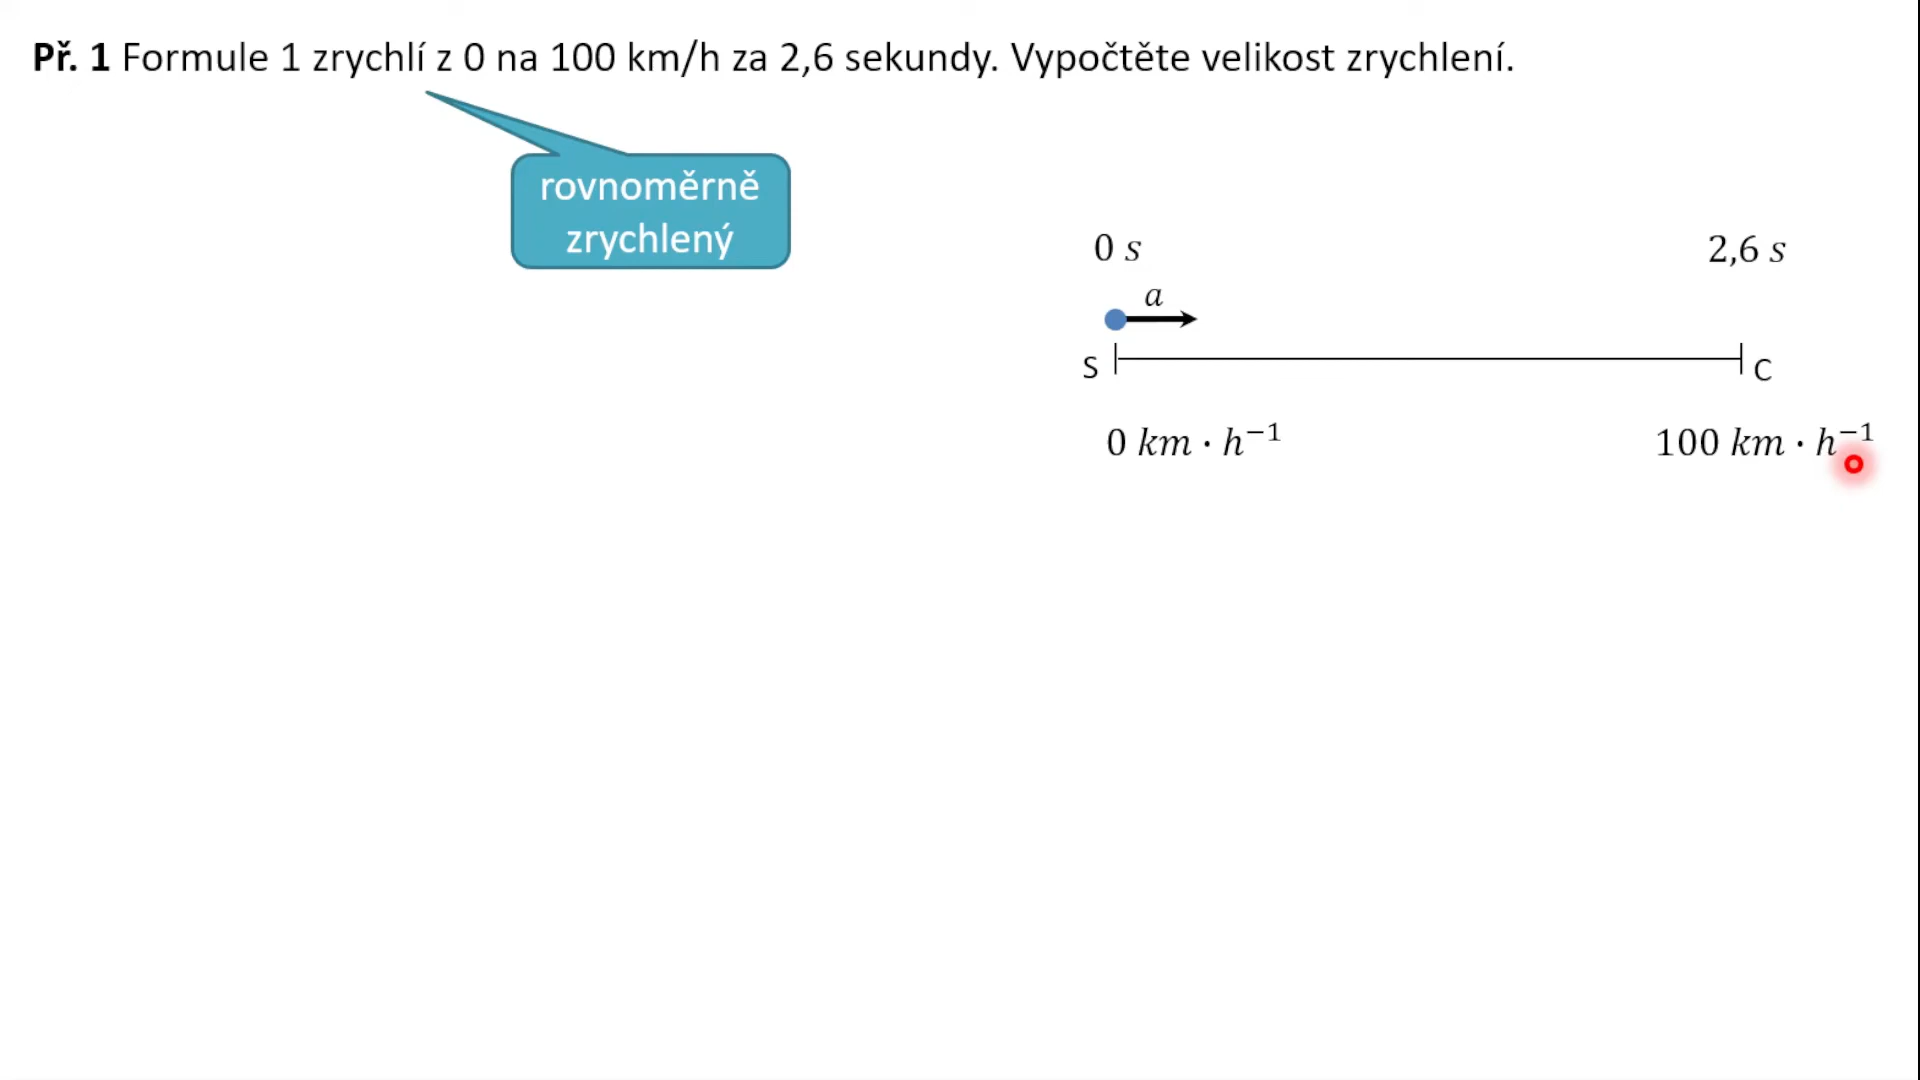 Př. 1 Formule 1 zrychlí z 0 na 100 km/h za 2,6 sekundy. Vypočtěte velikost zrychlení.
rovnoměrně
zrychlený
0 s
2,6 s
a
S
C
0 km · h⁻¹
100 km · h⁻¹